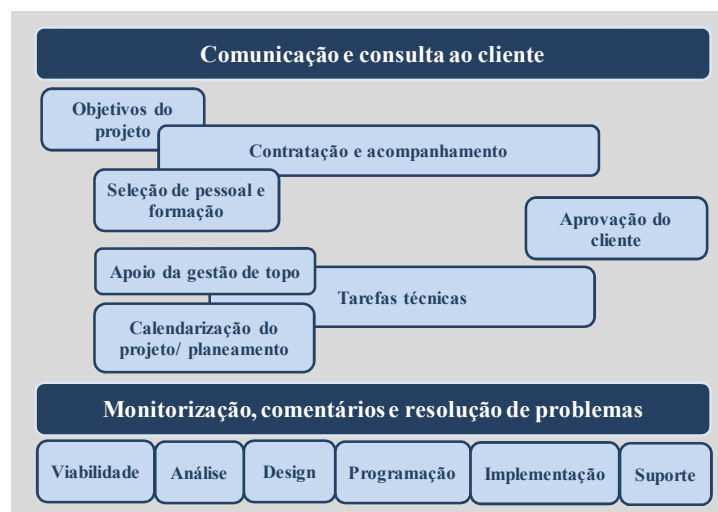 Comunicação e consulta ao cliente
Objetivos do
projeto
Contratação e acompanhamento
Seleção de pessoal e
formação
Aprovação do
cliente
Apoio da gestão de topo
Tarefas técnicas
Calendarização do
projeto/ planeamento
Monitorização, comentários e resolução de problemas
Viabilidade
Análise
Design
Programação
Implementação
Suporte